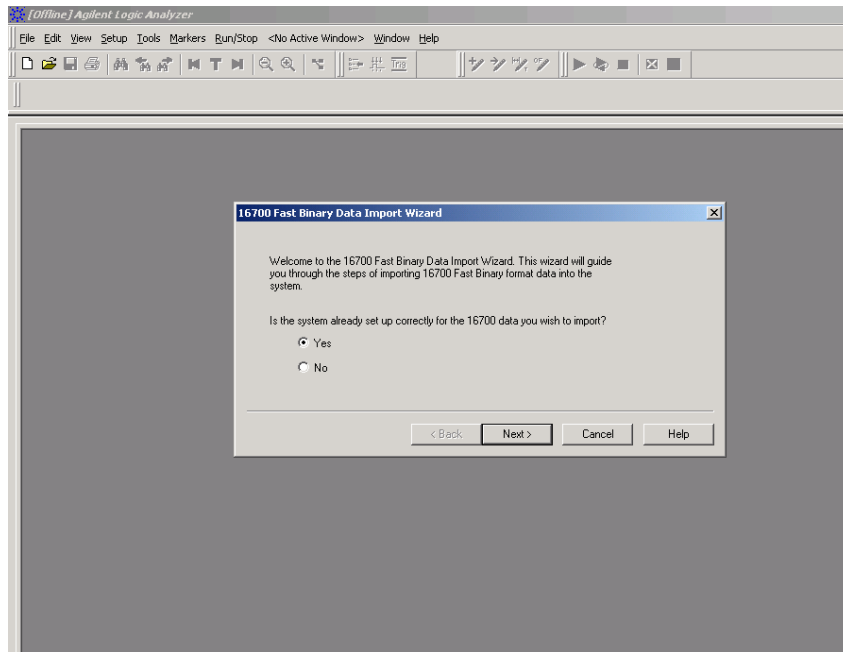 [Offline] Agilent Logic Analyzer
File Edit View Setup Tools Markers Run/Stop <No Active Window> Window Help
T Trig
16700 Fast Binary Data Import Wizard
Welcome to the 16700 Fast Binary Data Import Wizard. This wizard will guide
you through the steps of importing 16700 Fast Binary format data into the
system.
Is the system already set up correctly for the 16700 data you wish to import?
Yes
No
< Back Next > Cancel Help